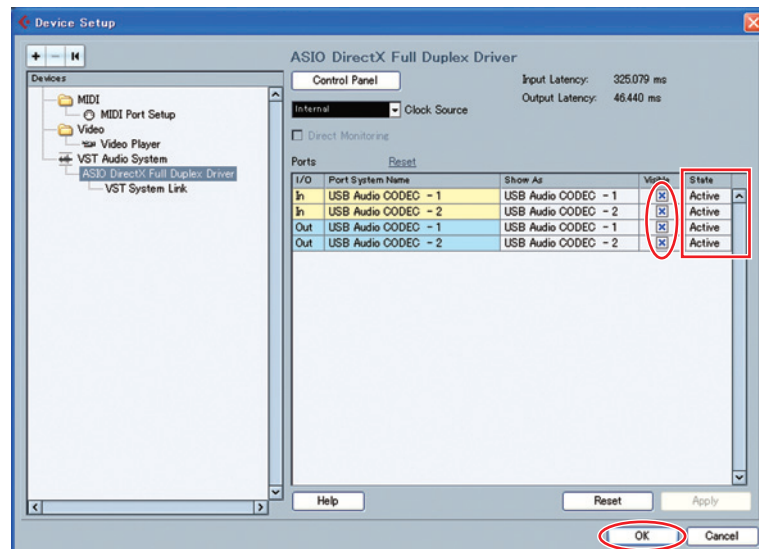 Device Setup
+ - 
Devices
MIDI
MIDI Port Setup
Video
Video Player
VST Audio System
ASIO DirectX Full Duplex Driver
VST System Link
ASIO DirectX Full Duplex Driver
Control Panel
Input Latency: 325.079 ms
Output Latency: 46.440 ms
Internal Clock Source
Direct Monitoring
Ports Reset
I/O Port System Name Show As Visible State
In USB Audio CODEC - 1 USB Audio CODEC - 1 Active
In USB Audio CODEC - 2 USB Audio CODEC - 2 Active
Out USB Audio CODEC - 1 USB Audio CODEC - 1 Active
Out USB Audio CODEC - 2 USB Audio CODEC - 2 Active
Help Reset Apply
OK Cancel